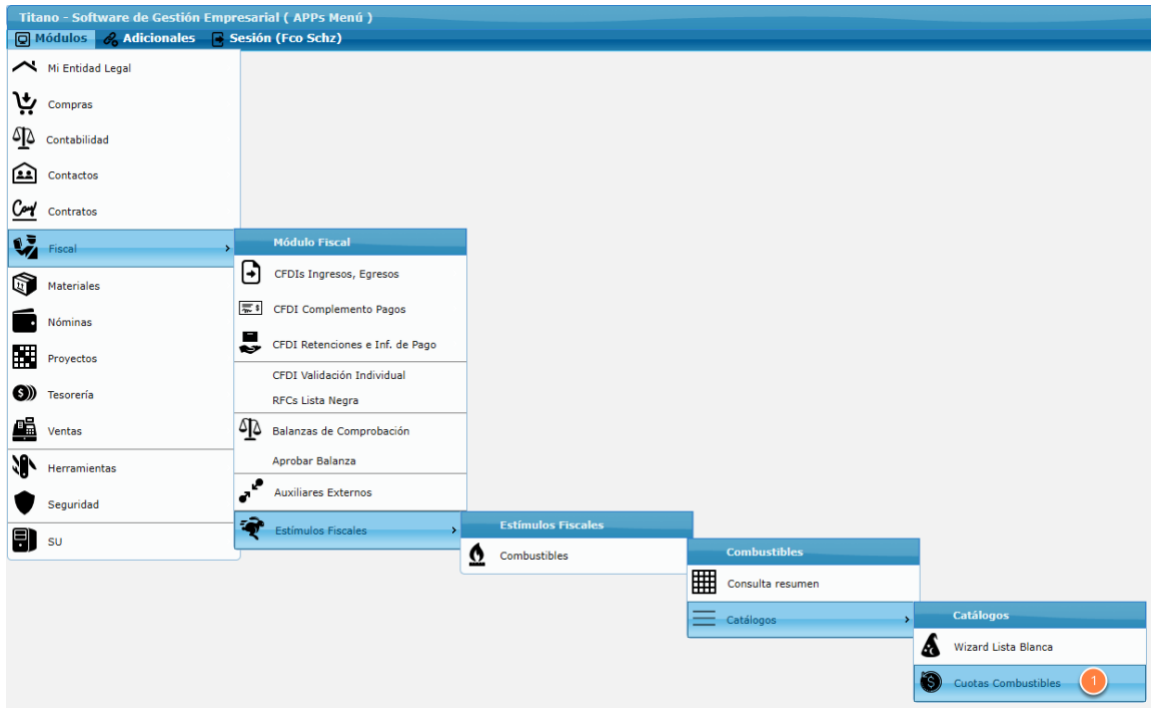 Titano - Software de Gestión Empresarial ( APPs Menú )
Módulos Adicionales Sesión (Fco Schz)
Mi Entidad Legal
Compras
Contabilidad
Contactos
Contratos
Fiscal
Materiales
Nóminas
Proyectos
Tesorería
Ventas
Herramientas
Seguridad
SU
Módulo Fiscal
CFDIs Ingresos, Egresos
CFDI Complemento Pagos
CFDI Retenciones e Inf. de Pago
CFDI Validación Individual
RFCs Lista Negra
Balanzas de Comprobación
Aprobar Balanza
Auxiliares Externos
Estímulos Fiscales
Estímulos Fiscales
Combustibles
Combustibles
Consulta resumen
Catálogos
Catálogos
Wizard Lista Blanca
Cuotas Combustibles 1